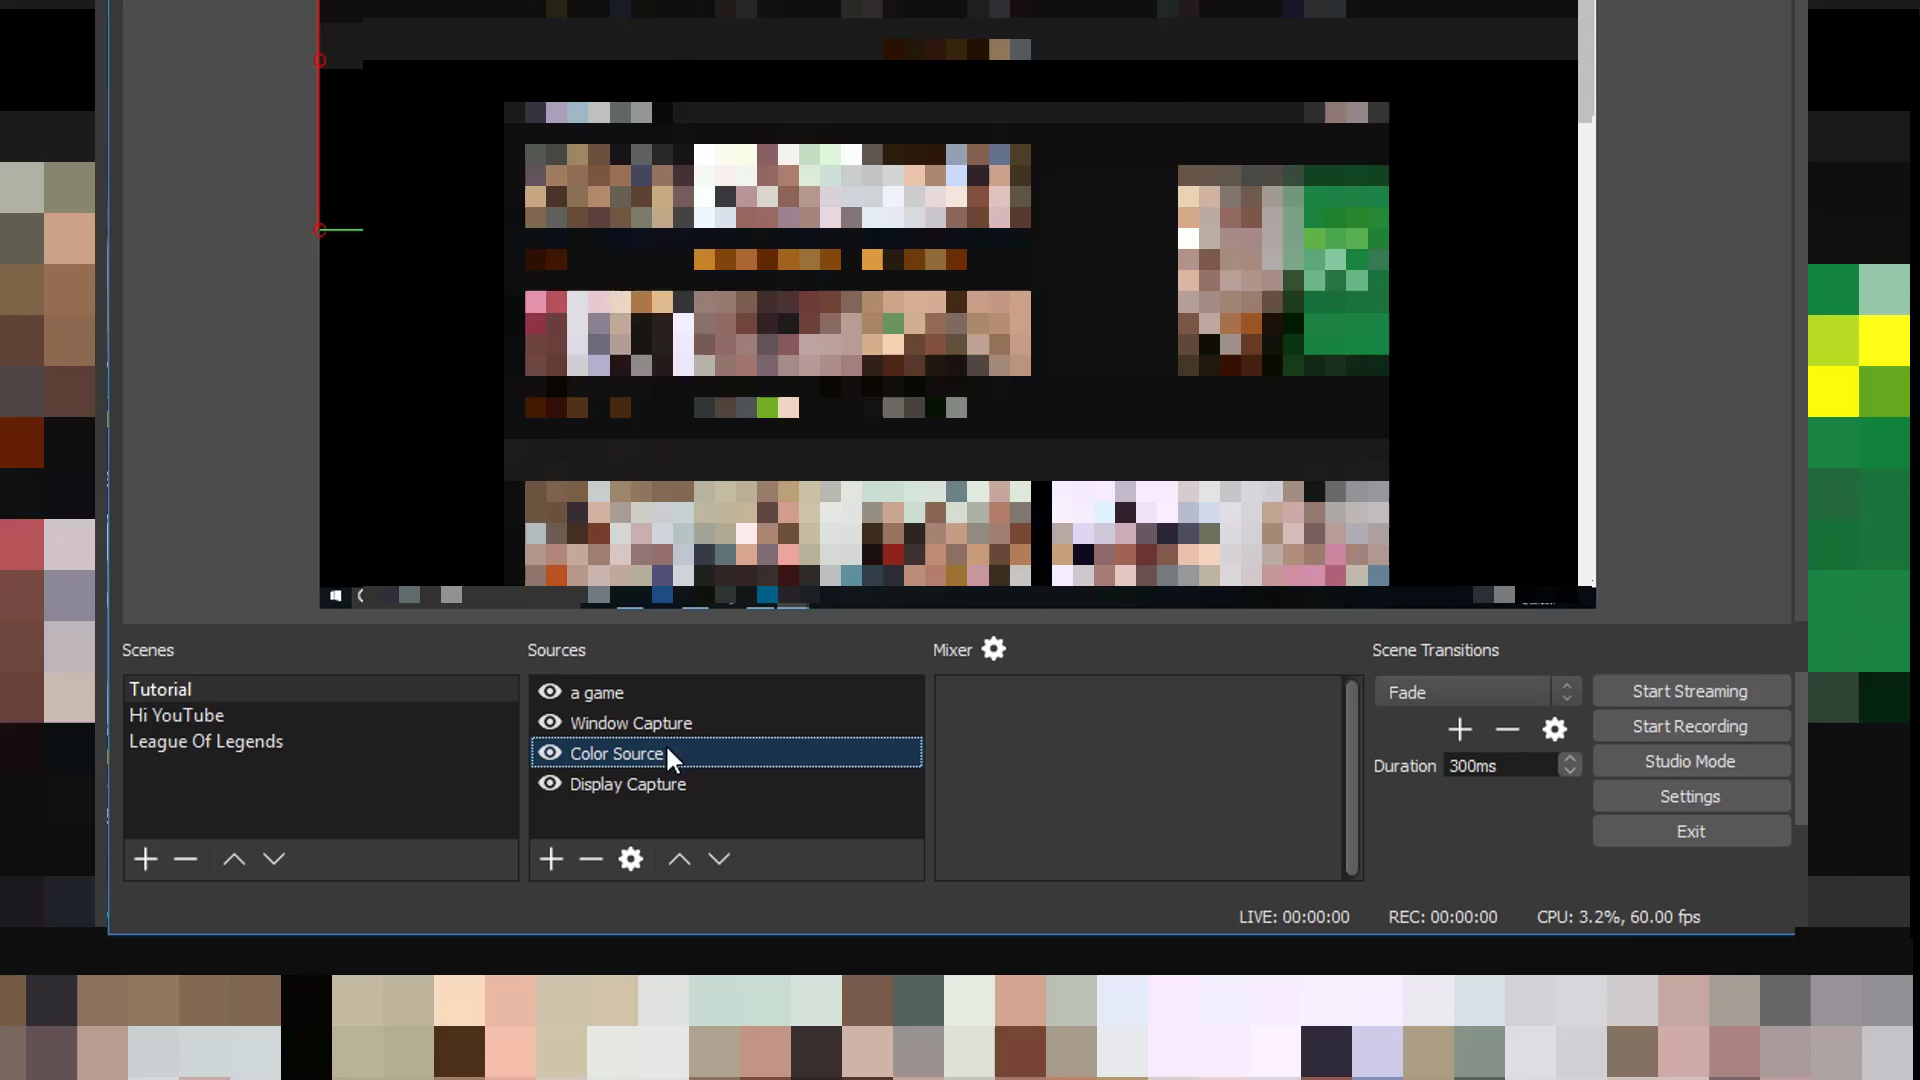 Scenes
Tutorial
Hi YouTube
League Of Legends
Sources
a game
Window Capture
Color Source
Display Capture
Mixer
Scene Transitions
Fade
Duration 300ms
Start Streaming
Start Recording
Studio Mode
Settings
Exit
LIVE: 00:00:00 REC: 00:00:00 CPU: 3.2%, 60.00 fps